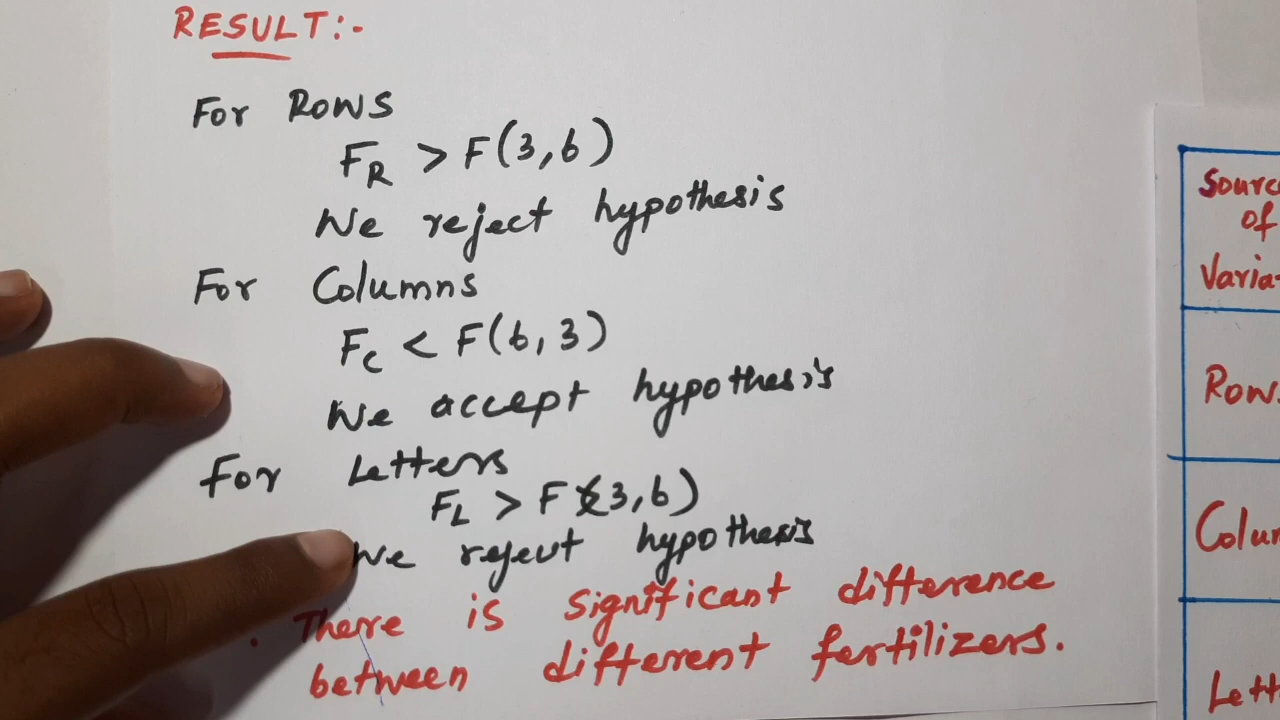 RESULT:-
For Rows
FR > F(3,6)
We reject hypothesis
For Columns
Fc < F(6,3)
We accept hypothesis
For Letters
FL > F(3,6)
We reject hypothesis
. There is significant difference
between different fertilizers.
Sourc
of
Varia-
Rows
Colum
Lett